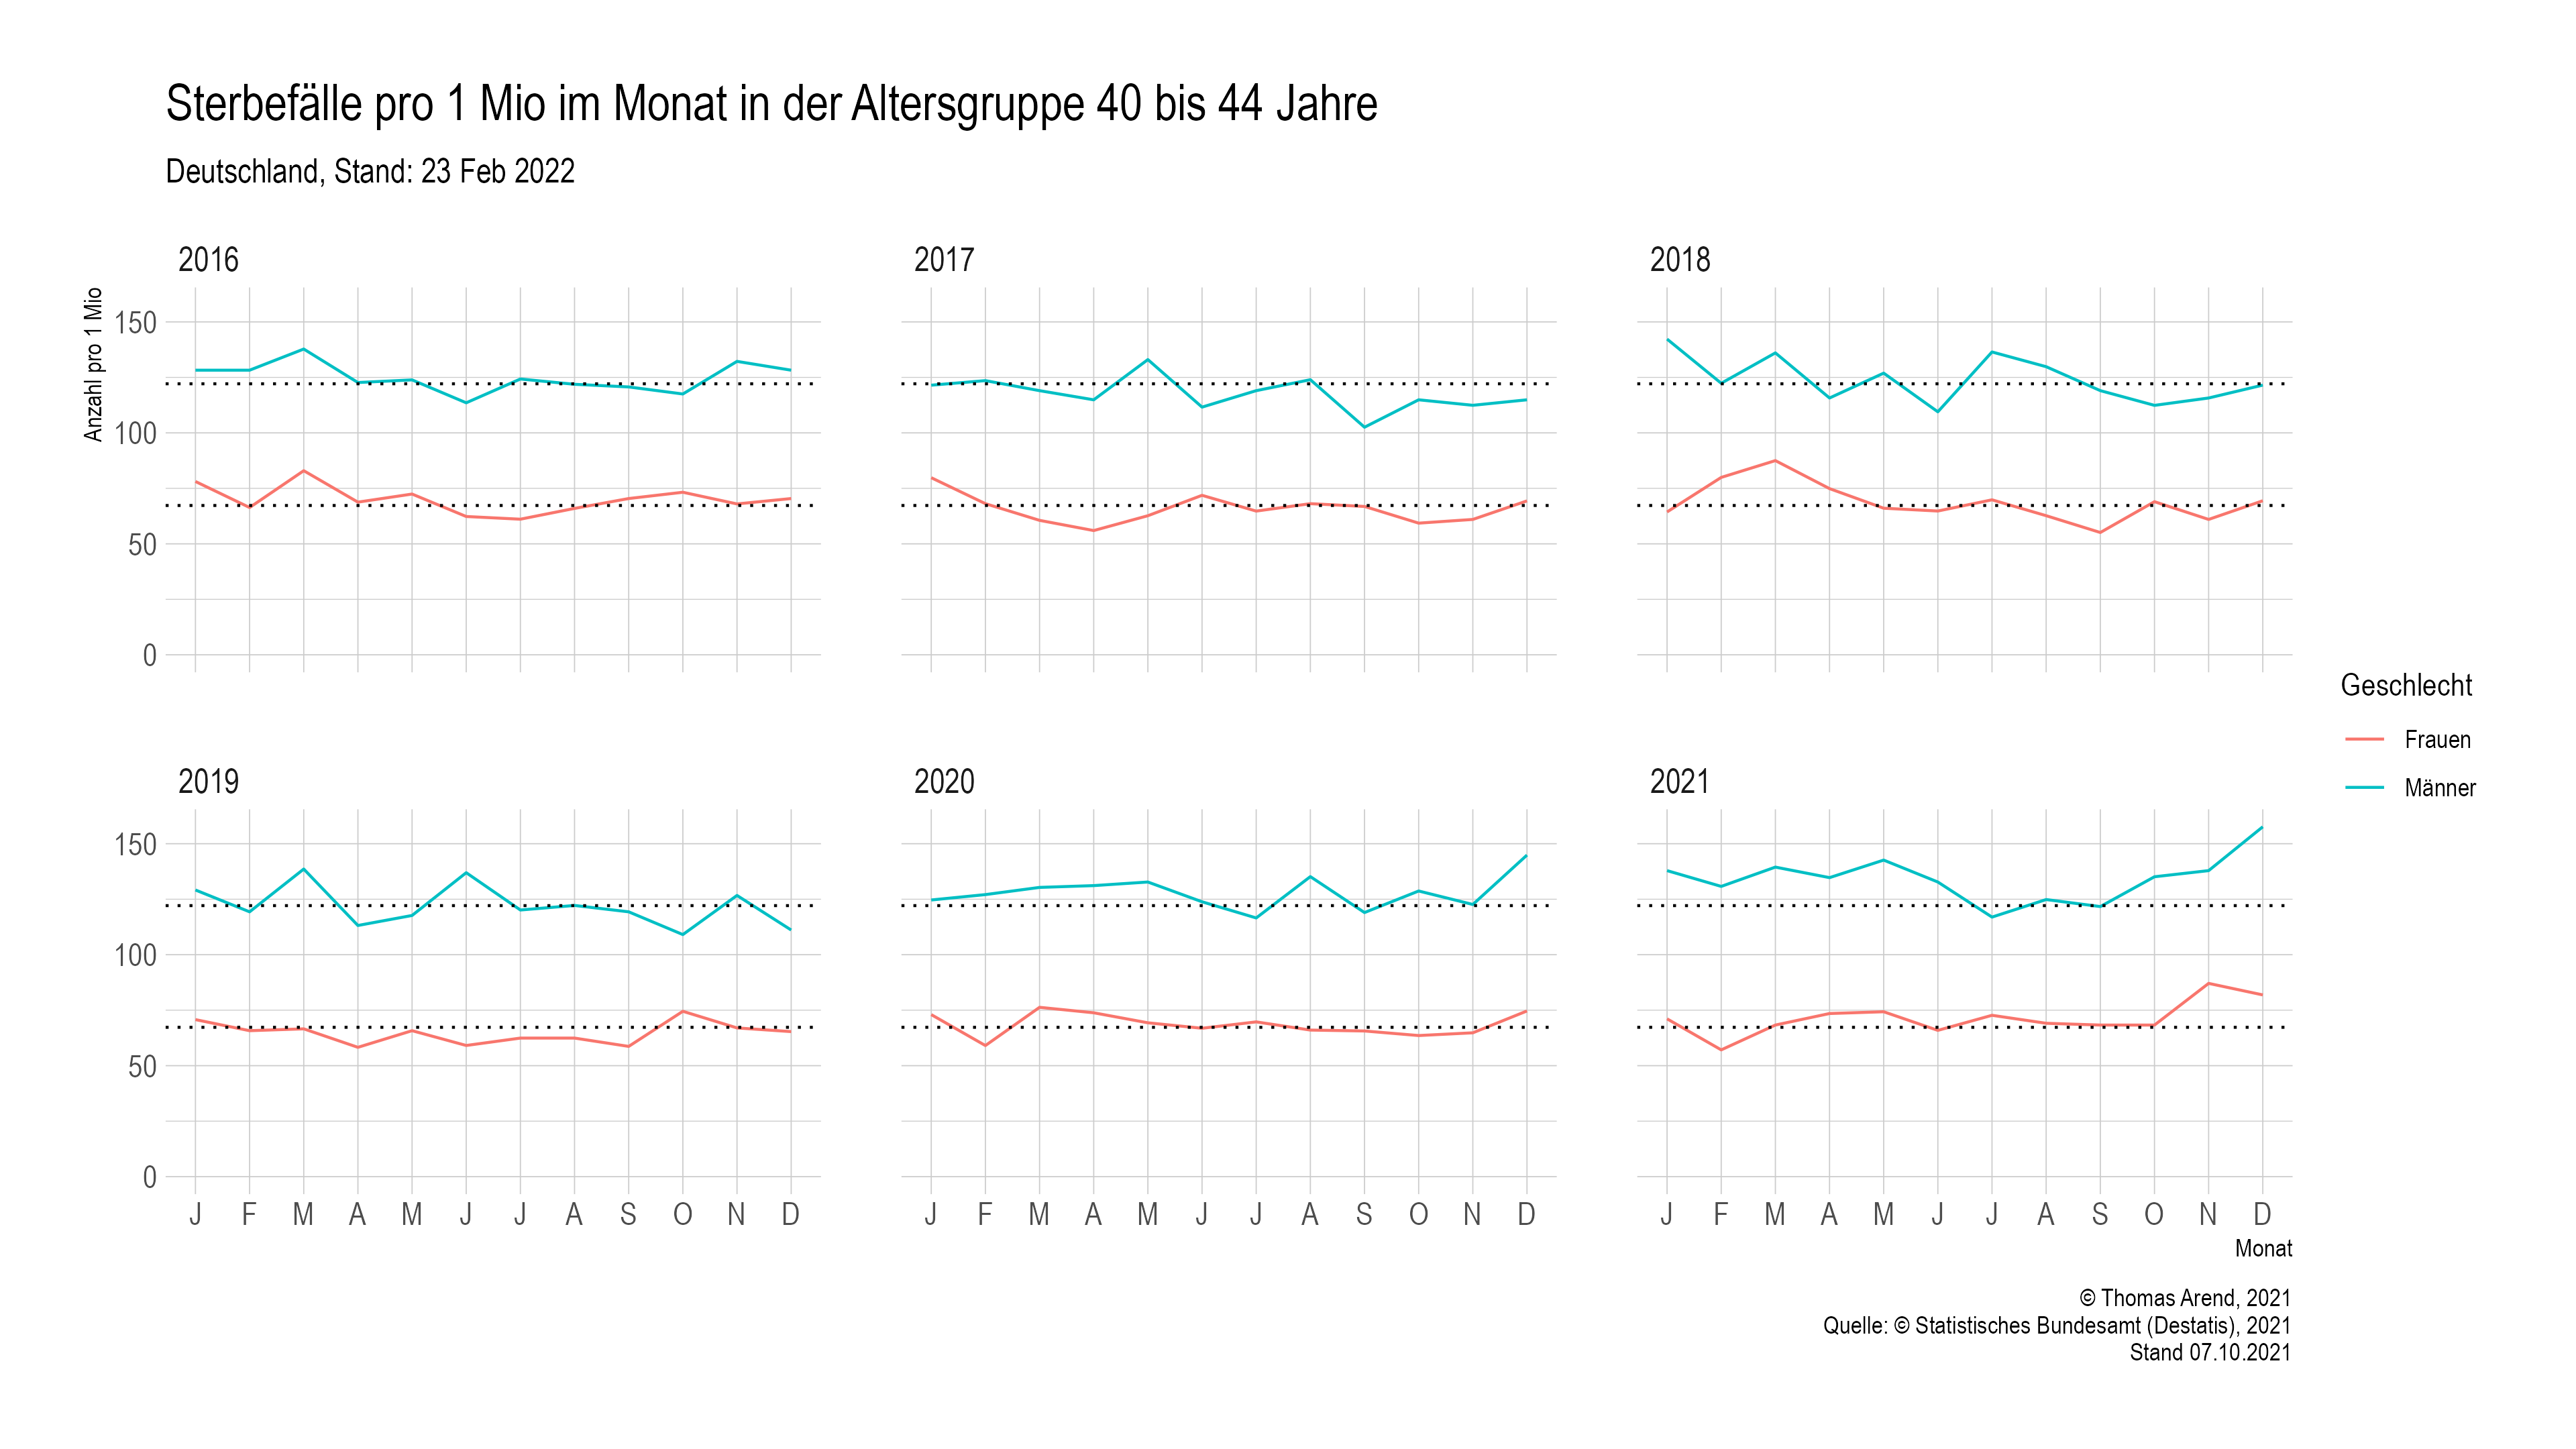 Sterbefälle pro 1 Mio im Monat in der Altersgruppe 40 bis 44 Jahre
Deutschland, Stand: 23 Feb 2022
2016
2017
2018
Anzahl pro 1 Mio
150
100
50
0
Geschlecht
Frauen
Männer
2019
2020
2021
150
100
50
0
J F M A M J J A S O N D
J F M A M J J A S O N D
J F M A M J J A S O N D
Monat
© Thomas Arend, 2021
Quelle: © Statistisches Bundesamt (Destatis), 2021
Stand 07.10.2021